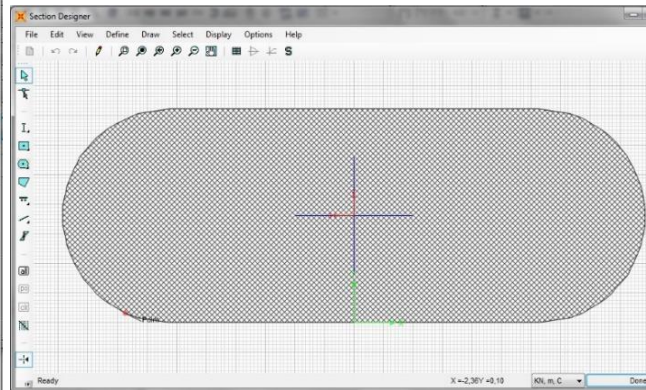 Section Designer
File Edit View Define Draw Select Display Options Help
Ready X =-2,36Y =0,10 KN, m, C Done